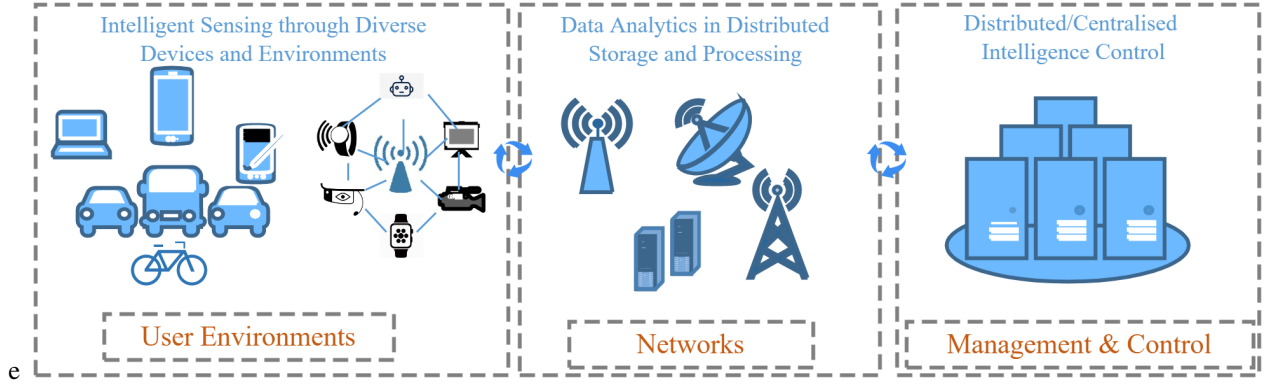 Intelligent Sensing through Diverse
Devices and Environments
User Environments
Data Analytics in Distributed
Storage and Processing
Networks
Distributed/Centralised
Intelligence Control
Management & Control
e